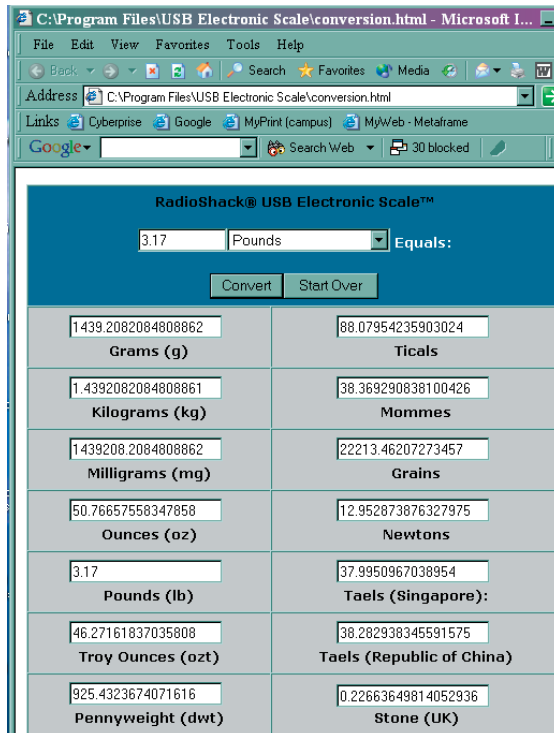 C:\Program Files\USB Electronic Scale\conversion.html - Microsoft I...
File Edit View Favorites Tools Help
Back Search Favorites Media
Address C:\Program Files\USB Electronic Scale\conversion.html
Links Cyberprise Google MyPrint (campus) MyWeb - Metaframe
Google Search Web 30 blocked
RadioShack® USB Electronic Scale™
3.17 Pounds Equals:
Convert Start Over
1439.2082084808862 88.07954235903024
Grams (g) Ticals
1.4392082084808861 38.369290838100426
Kilograms (kg) Mommes
1439208.2084808862 22213.46207273457
Milligrams (mg) Grains
50.76657558347858 12.952873876327975
Ounces (oz) Newtons
3.17 37.9950967038954
Pounds (lb) Taels (Singapore):
46.27161837035808 38.282938345591575
Troy Ounces (ozt) Taels (Republic of China)
925.4323674071616 0.22663649814052936
Pennyweight (dwt) Stone (UK)